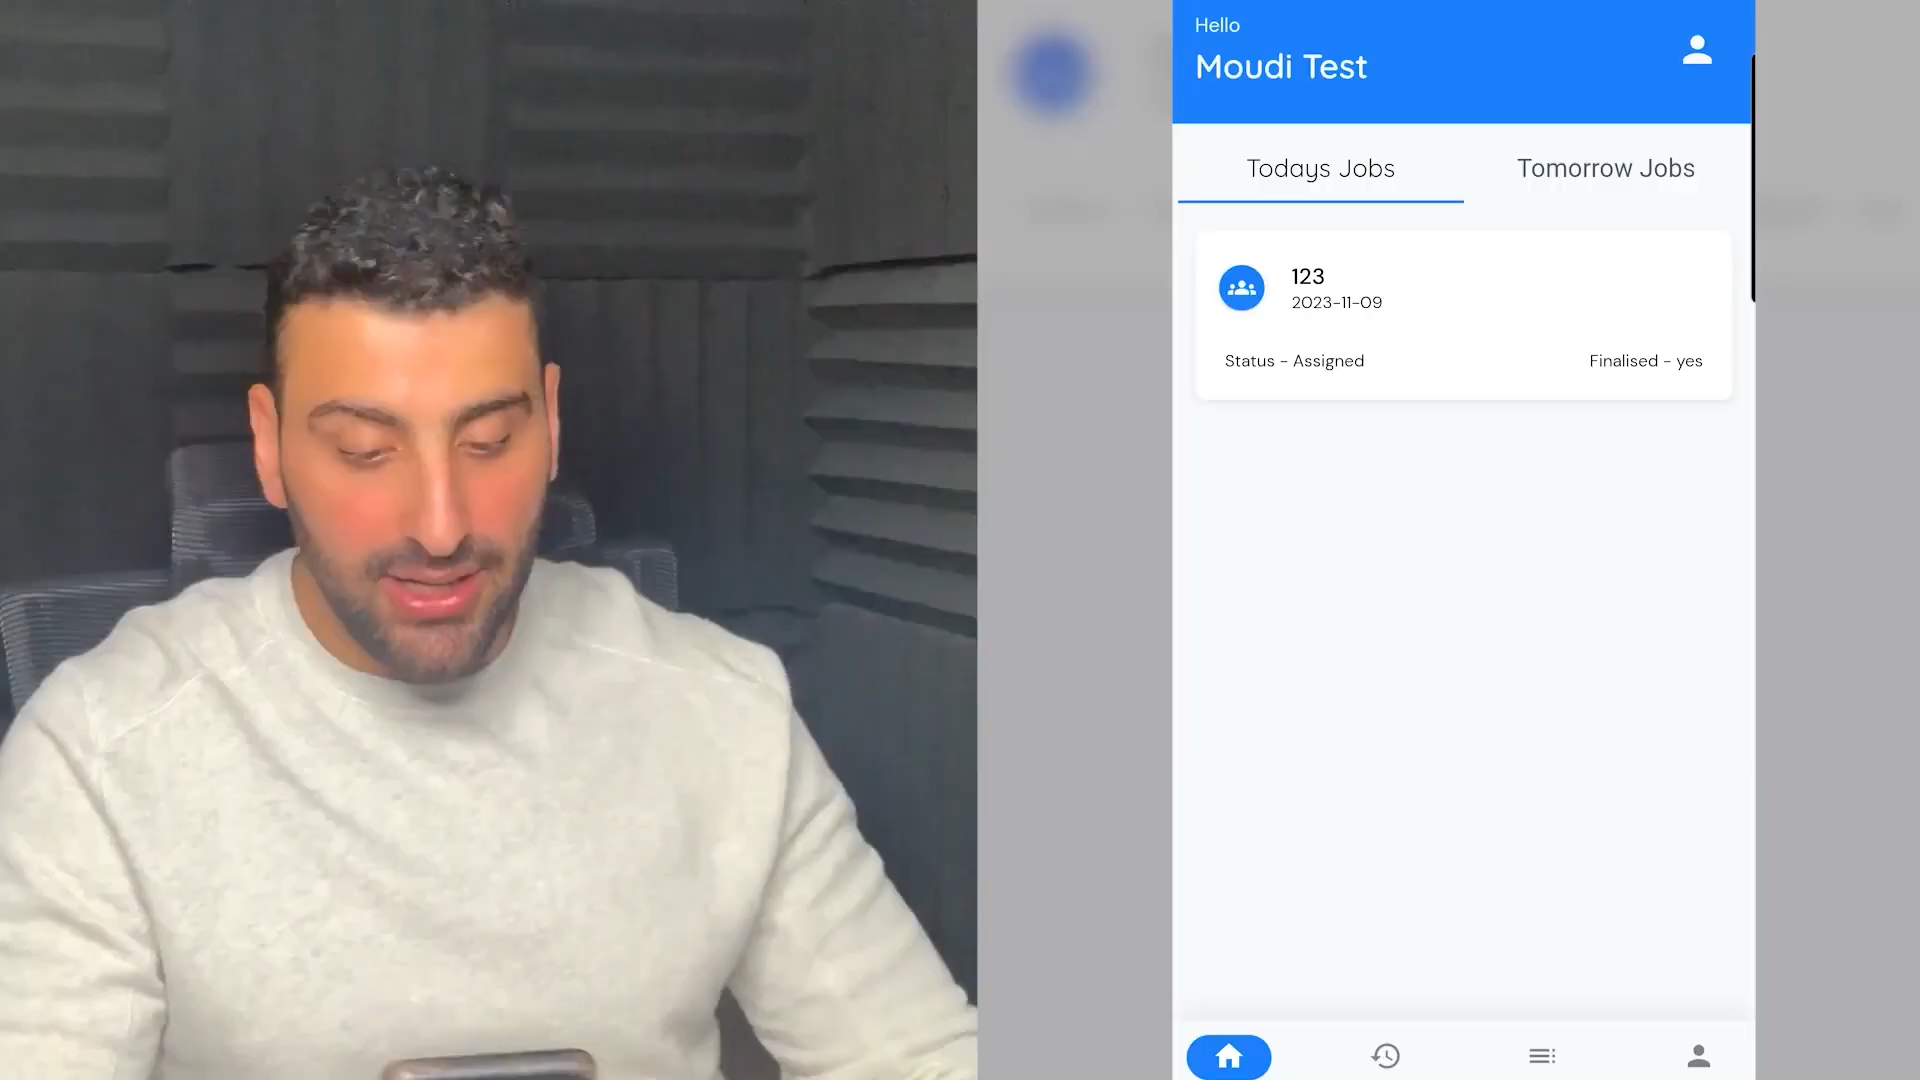 Hello
Moudi Test
Todays Jobs
Tomorrow Jobs
123
2023-11-09
Status - Assigned
Finalised - yes